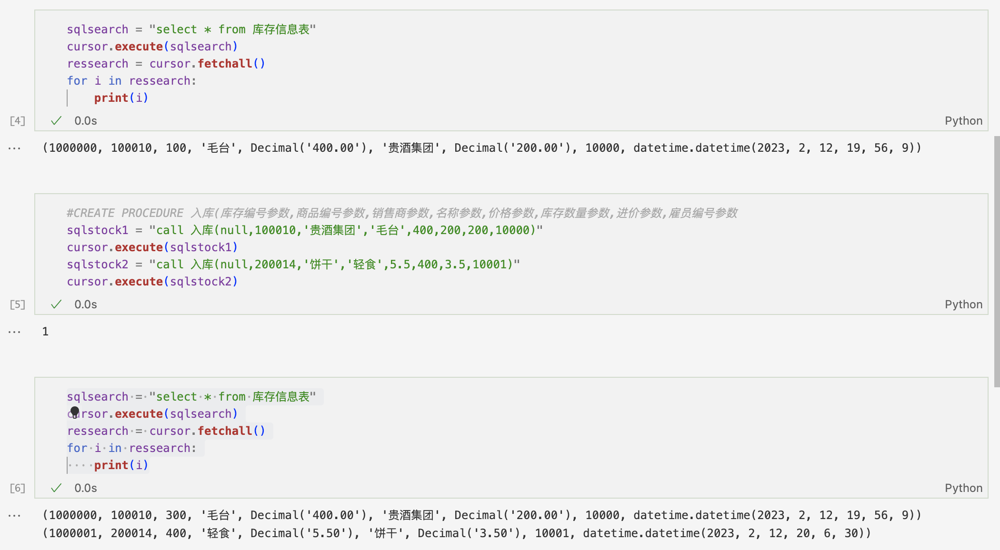 sqlsearch = "select * from 库存信息表"
cursor.execute(sqlsearch)
ressearch = cursor.fetchall()
for i in ressearch:
    print(i)
[4] ✓ 0.0s Python
... (1000000, 100010, 100, '毛台', Decimal('400.00'), '贵酒集团', Decimal('200.00'), 10000, datetime.datetime(2023, 2, 12, 19, 56, 9))
#CREATE PROCEDURE 入库(库存编号参数,商品编号参数,销售商参数,名称参数,价格参数,库存数量参数,进价参数,雇员编号参数
sqlstock1 = "call 入库(null,100010,'贵酒集团','毛台',400,200,200,10000)"
cursor.execute(sqlstock1)
sqlstock2 = "call 入库(null,200014,'饼干','轻食',5.5,400,3.5,10001)"
cursor.execute(sqlstock2)
[5] ✓ 0.0s Python
... 1
sqlsearch = "select * from 库存信息表"
cursor.execute(sqlsearch)
ressearch = cursor.fetchall()
for i in ressearch:
    print(i)
[6] ✓ 0.0s Python
... (1000000, 100010, 300, '毛台', Decimal('400.00'), '贵酒集团', Decimal('200.00'), 10000, datetime.datetime(2023, 2, 12, 19, 56, 9))
(1000001, 200014, 400, '轻食', Decimal('5.50'), '饼干', Decimal('3.50'), 10001, datetime.datetime(2023, 2, 12, 20, 6, 30))